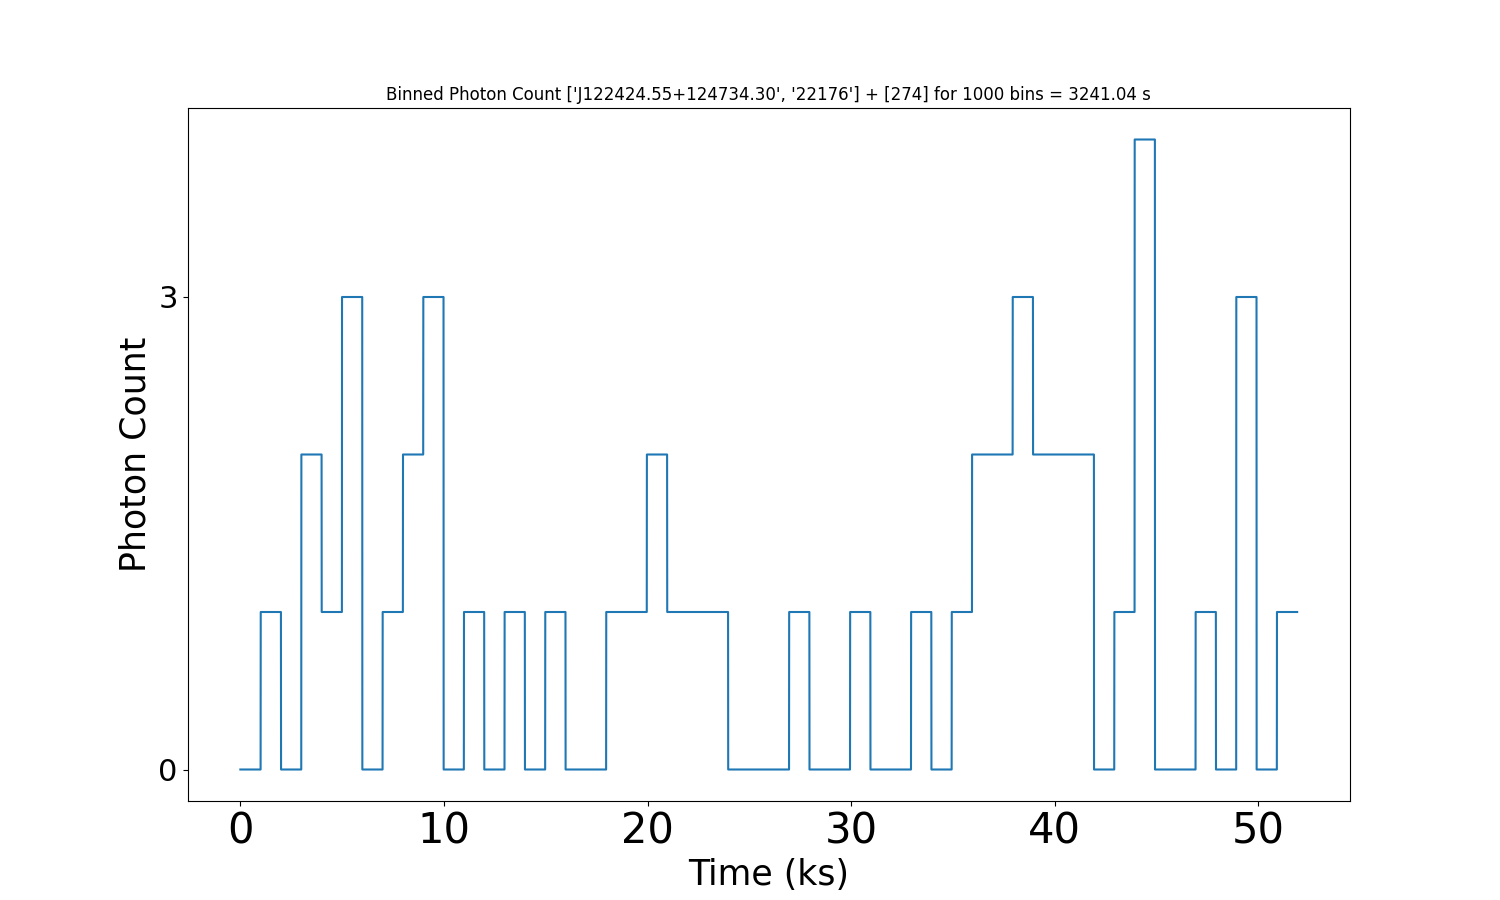 Binned Photon Count ['J122424.55+124734.30', '22176'] + [274] for 1000 bins = 3241.04 s
Photon Count
3
0
0 10 20 30 40 50
Time (ks)